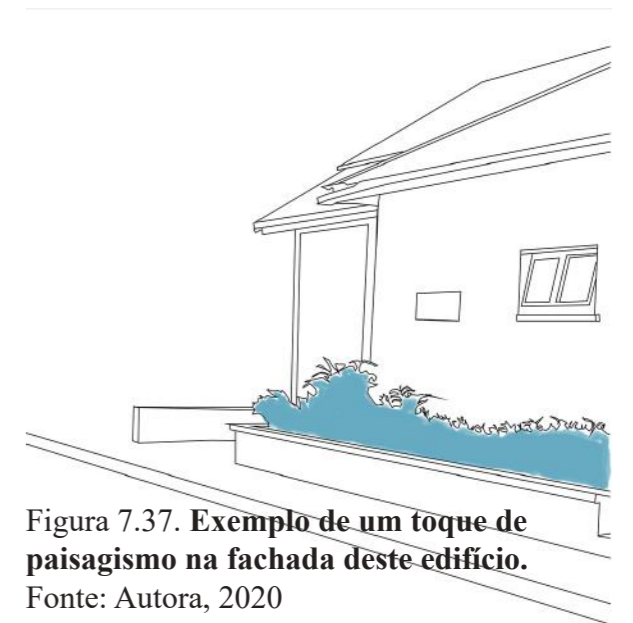 Figura 7.37. Exemplo de um toque de
paisagismo na fachada deste edifício.
Fonte: Autora, 2020